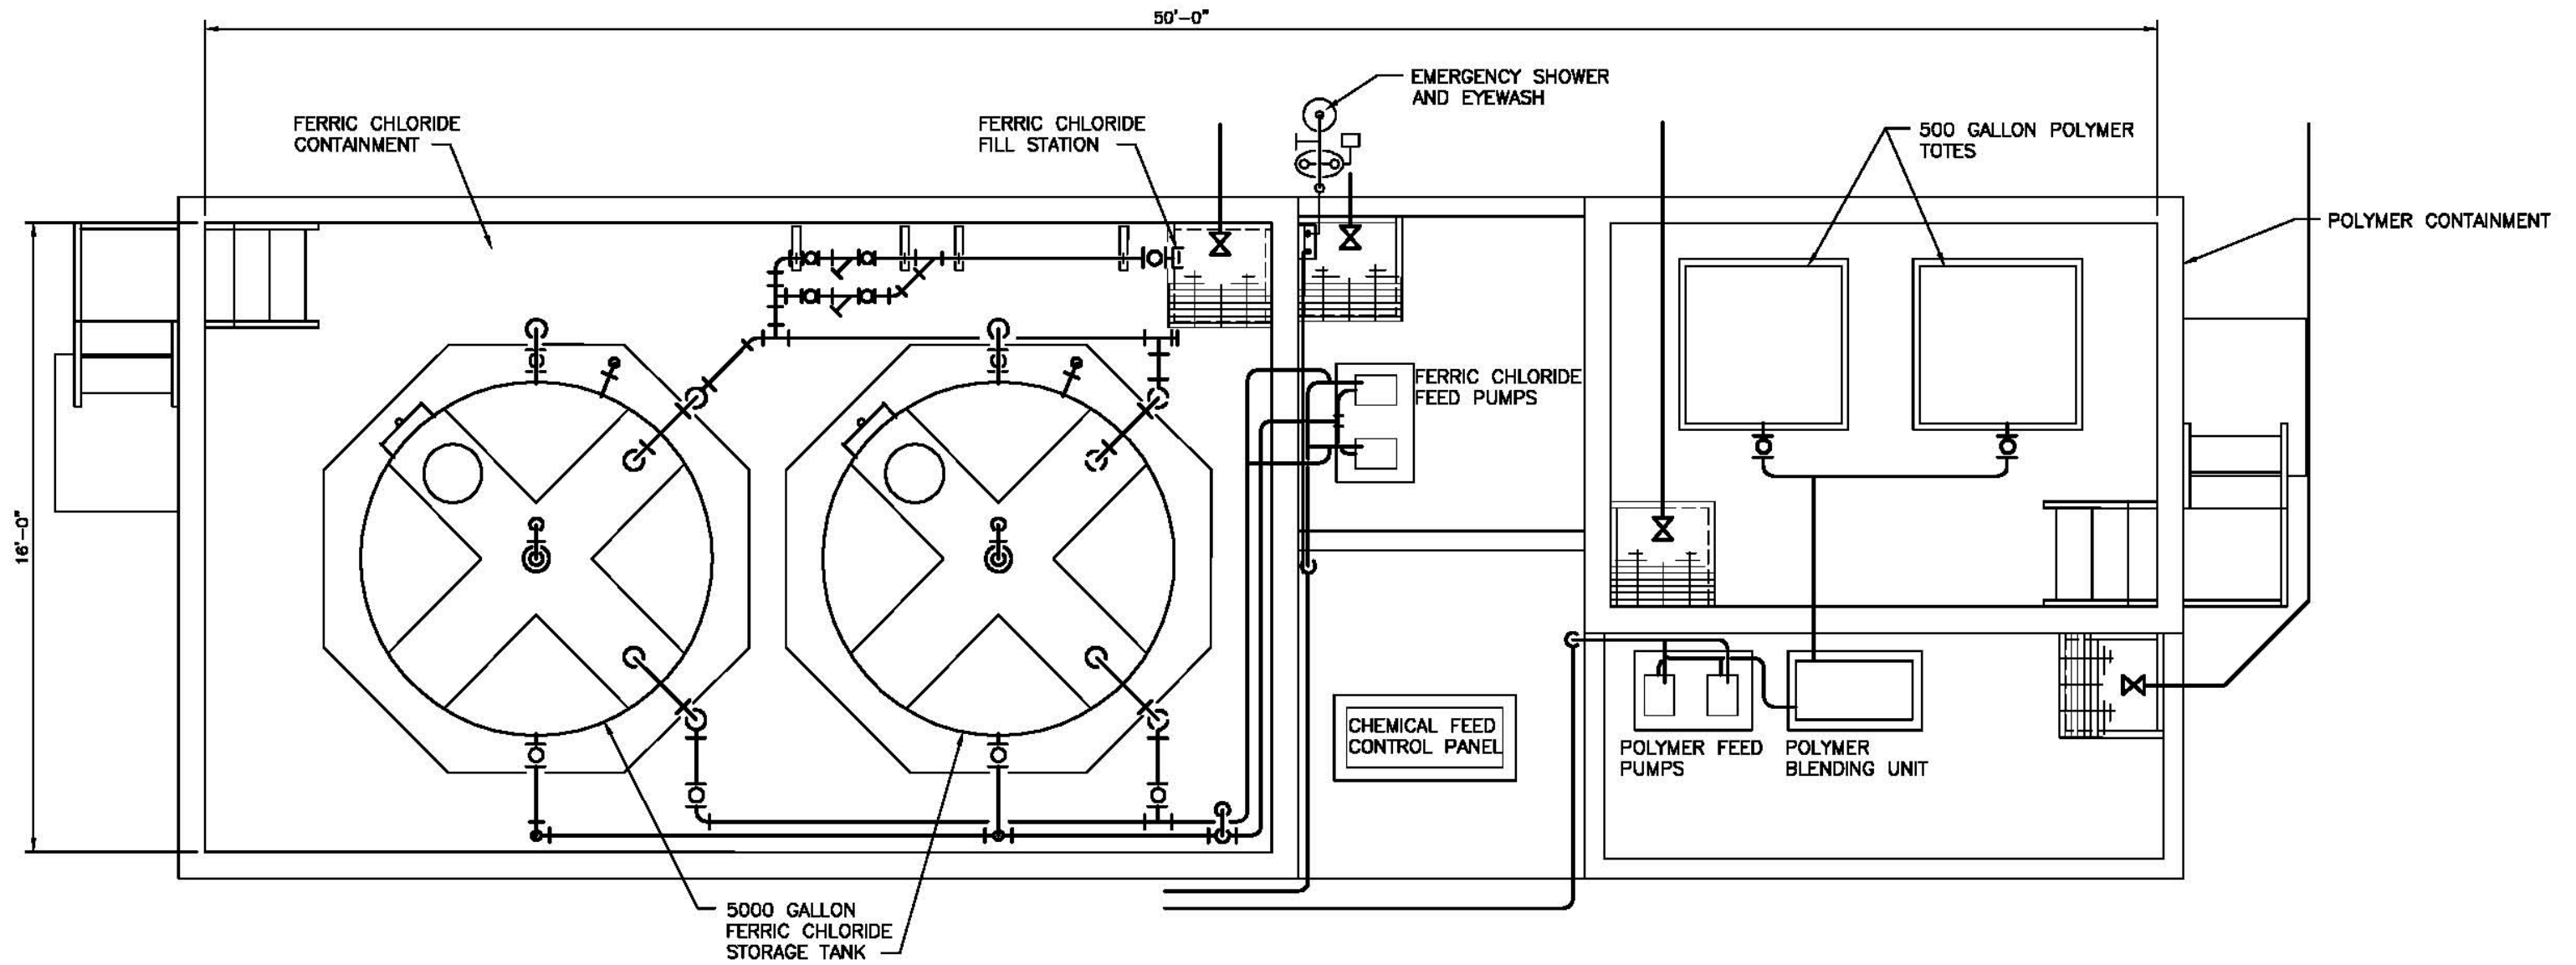 50'-0"
EMERGENCY SHOWER
AND EYEWASH
FERRIC CHLORIDE
CONTAINMENT
FERRIC CHLORIDE
FILL STATION
500 GALLON POLYMER
TOTES
POLYMER CONTAINMENT
FERRIC CHLORIDE
FEED PUMPS
16'-0"
CHEMICAL FEED
CONTROL PANEL
POLYMER FEED
PUMPS
POLYMER
BLENDING UNIT
5000 GALLON
FERRIC CHLORIDE
STORAGE TANK